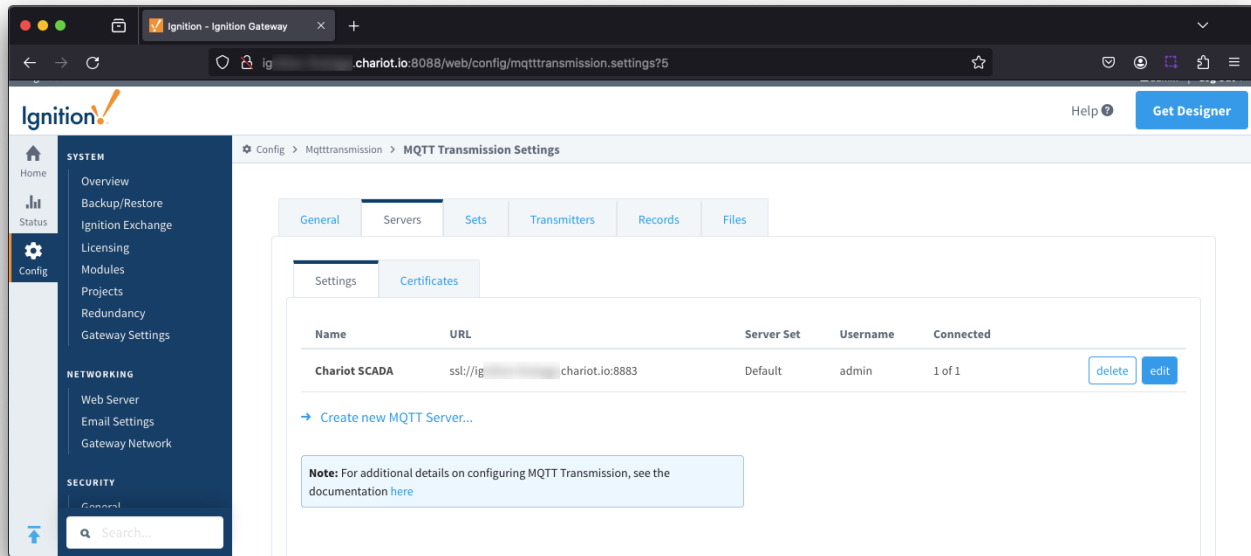 Ignition - Ignition Gateway
ig .chariot.io:8088/web/config/mqtttransmission.settings?5
Ignition!
Help
Get Designer
Home
Status
Config
SYSTEM
Overview
Backup/Restore
Ignition Exchange
Licensing
Modules
Projects
Redundancy
Gateway Settings
NETWORKING
Web Server
Email Settings
Gateway Network
SECURITY
General
Search...
Config > Mqtttransmission > MQTT Transmission Settings
General Servers Sets Transmitters Records Files
Settings Certificates
Name URL Server Set Username Connected
Chariot SCADA ssl://ig .chariot.io:8883 Default admin 1 of 1 delete edit
→ Create new MQTT Server...
Note: For additional details on configuring MQTT Transmission, see the
documentation here